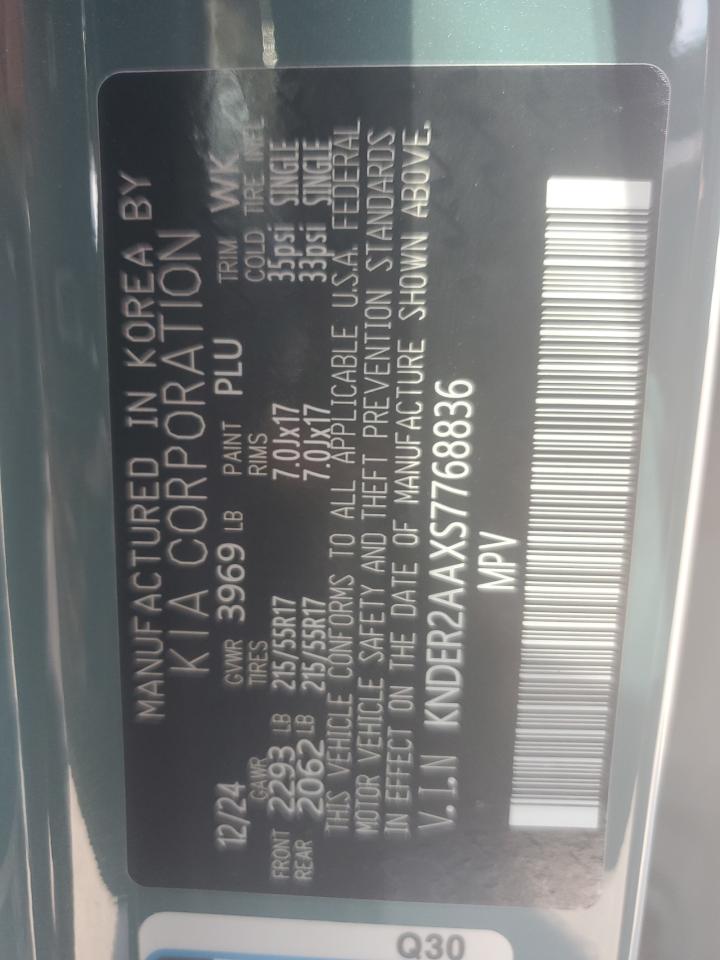 MANUFACTURED IN KOREA BY
KIA CORPORATION
12/24 GVWR 3969 LB PAINT PLU TRIM WK
GAWR TIRES RIMS COLD TIRE INFL
FRONT 2293 LB 215/55R17 7.0Jx17 35psi SINGLE
REAR 2062 LB 215/55R17 7.0Jx17 33psi SINGLE
THIS VEHICLE CONFORMS TO ALL APPLICABLE U.S.A. FEDERAL
MOTOR VEHICLE SAFETY AND THEFT PREVENTION STANDARDS
IN EFFECT ON THE DATE OF MANUFACTURE SHOWN ABOVE.
V.I.N KNDER2AAXS7768836
MPV
Q30